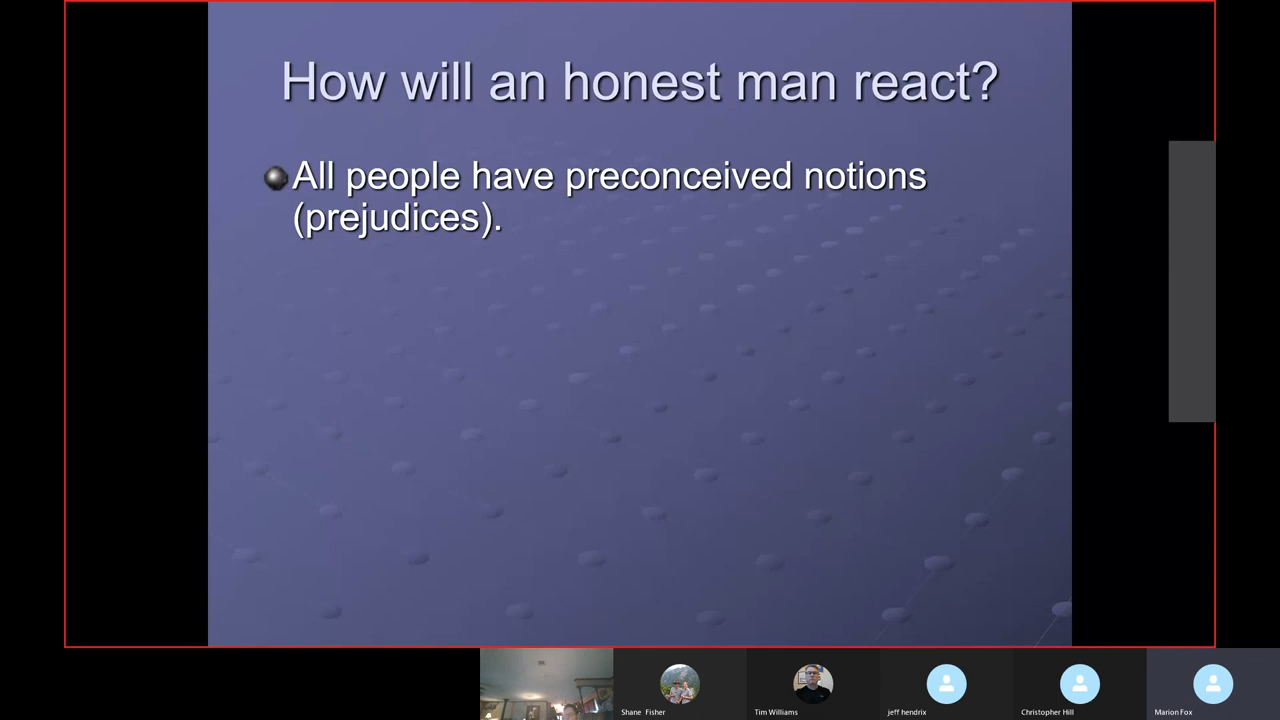 How will an honest man react?
All people have preconceived notions
(prejudices).
Shane Fisher
Tim Williams
jeff hendrix
Christopher Hill
Marion Fox